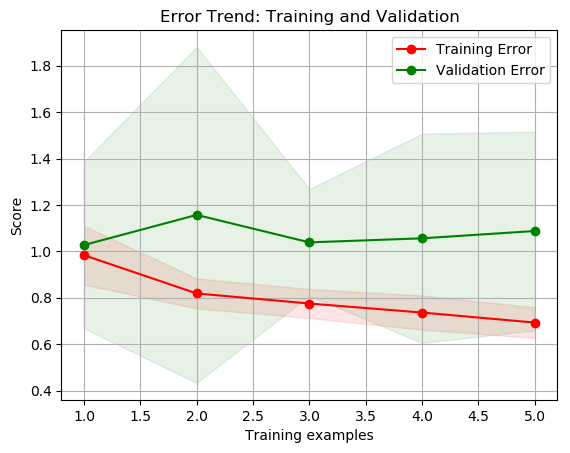 Error Trend: Training and Validation
Training Error
Validation Error
Score
1.8
1.6
1.4
1.2
1.0
0.8
0.6
0.4
1.0 1.5 2.0 2.5 3.0 3.5 4.0 4.5 5.0
Training examples